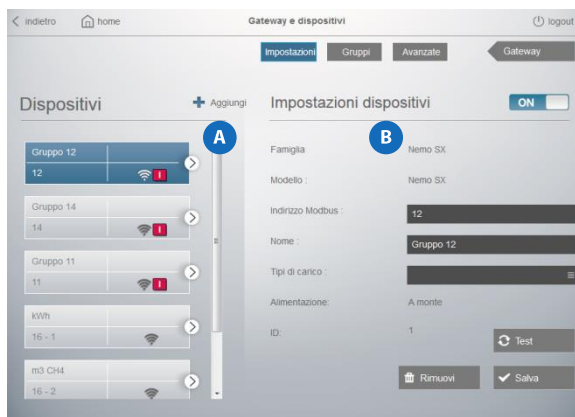 indietro home Gateway e dispositivi logout
Impostazioni Gruppi Avanzate Gateway
Dispositivi Aggiungi
A
Gruppo 12
12 I
Gruppo 14
14 I
Gruppo 11
11 I
kWh
16 - 1
m3 CH4
16 - 2
Impostazioni dispositivi ON
B
Famiglia Nemo SX
Modello : Nemo SX
Indirizzo Modbus : 12
Nome : Gruppo 12
Tipi di carico :
Alimentazione: A monte
ID: 1
Test
Rimuovi Salva